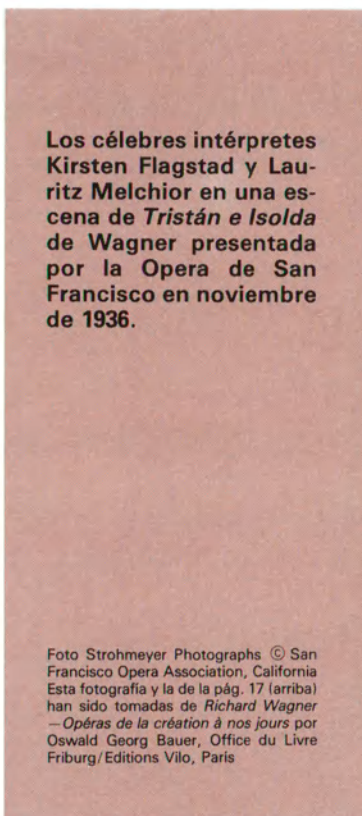 Los célebres intérpretes
Kirsten Flagstad y Lau-
ritz Melchior en una es-
cena de Tristán e Isolda
de Wagner presentada
por la Opera de San
Francisco en noviembre
de 1936.
Foto Strohmeyer Photographs © San
Francisco Opera Association, California
Esta fotografía y la de la pág. 17 (arriba)
han sido tomadas de Richard Wagner
—Opéras de la création à nos jours por
Oswald Georg Bauer, Office du Livre
Friburg/Editions Vilo, Paris